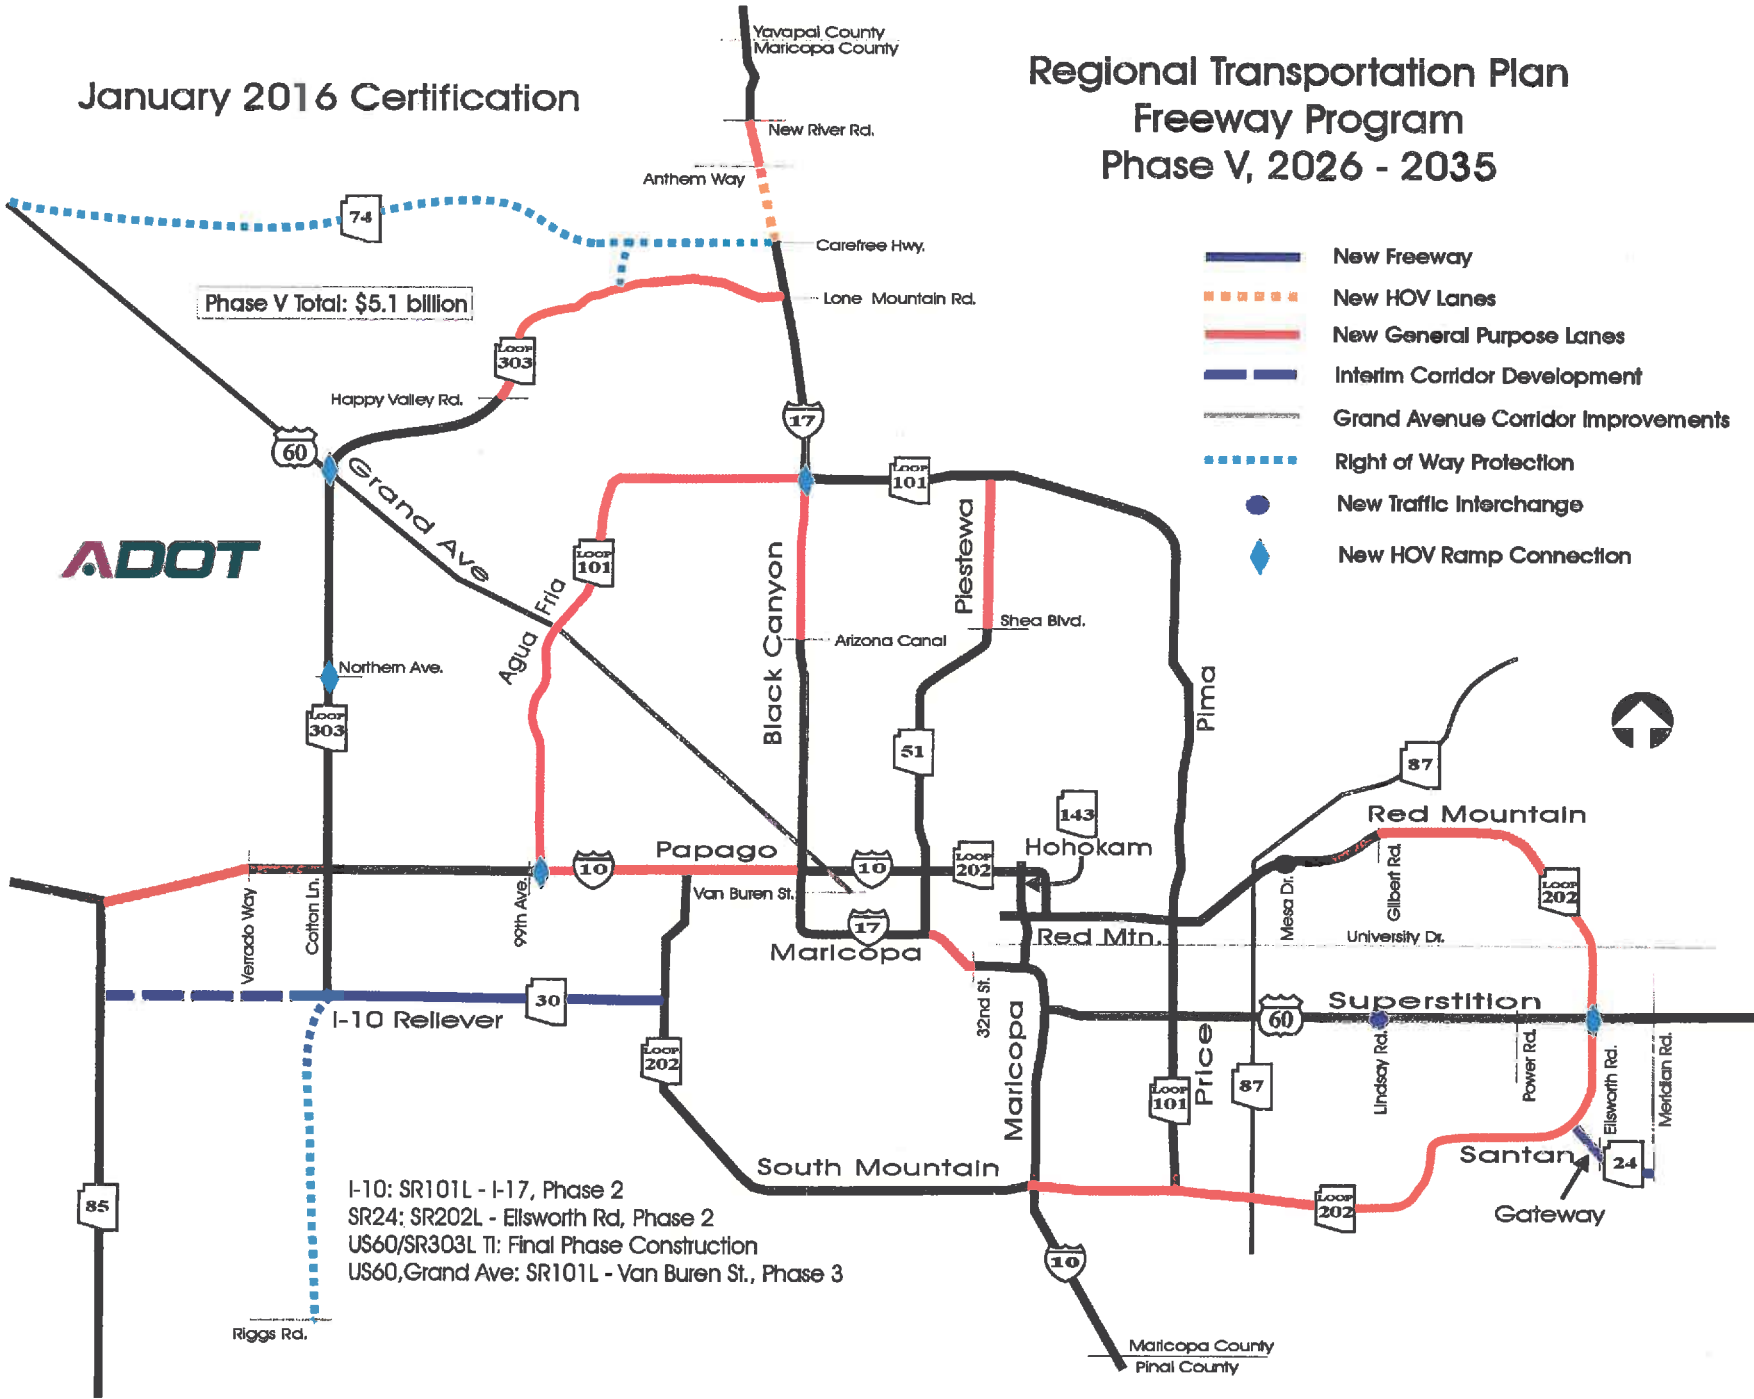 January 2016 Certification
Regional Transportation Plan
Freeway Program
Phase V, 2026 - 2035
Yavapai County
Maricopa County
New River Rd.
Anthem Way
74
Carefree Hwy.
Lone Mountain Rd.
Phase V Total: $5.1 billion
LOOP
303
Happy Valley Rd.
New Freeway
New HOV Lanes
New General Purpose Lanes
Interim Corridor Development
Grand Avenue Corridor Improvements
Right of Way Protection
New Traffic Interchange
New HOV Ramp Connection
17
60
Grand Ave
LOOP
101
LOOP
101
ADOT
Agua Fria
Black Canyon
Piestewa
Shea Blvd.
Arizona Canal
Northern Ave.
LOOP
303
Pima
51
87
143
Hohokam
Red Mountain
Papago
10
10
LOOP
202
Van Buren St.
Verrado Way
Cotton Ln.
99th Ave.
17
Maricopa
Red Mtn.
Mesa Dr.
Gilbert Rd.
LOOP
202
University Dr.
30
I-10 Reliever
32nd St.
Maricopa
Superstition
60
Price
Lindsay Rd.
Power Rd.
Ellsworth Rd.
Meridian Rd.
LOOP
202
LOOP
101
87
South Mountain
Santan
24
Gateway
LOOP
202
85
I-10: SR101L - I-17, Phase 2
SR24: SR202L - Ellsworth Rd, Phase 2
US60/SR303L TI: Final Phase Construction
US60,Grand Ave: SR101L - Van Buren St., Phase 3
10
Riggs Rd.
Maricopa County
Pinal County